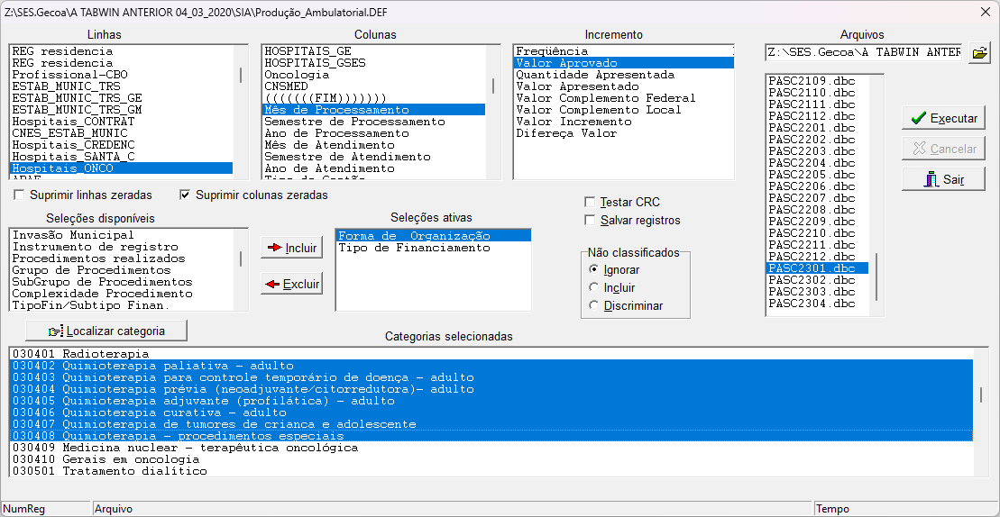 Z:\SES.Gecoa\A TABWIN ANTERIOR 04_03_2020\SIA\Produção_Ambulatorial.DEF
Linhas
REG residencia
REG residencia
Profissional-CBO
ESTAB_MUNIC_TRS
ESTAB_MUNIC_TRS_GE
ESTAB_MUNIC_TRS_GM
Hospitais_CONTRAT
CNES_ESTAB_MUNIC
Hospitais_CREDENC
Hospitais_SANTA_C
Hospitais_ONCO
Colunas
HOSPITAIS_GE
HOSPITAIS_GSES
Oncologia
CNSMED
(((((((FIM)))))))
Mês de Processamento
Semestre de Processamento
Ano de Processamento
Mês de Atendimento
Semestre de Atendimento
Ano de Atendimento
Tipo de Gestão
Incremento
Freqüência
Valor Aprovado
Quantidade Apresentada
Valor Apresentado
Valor Complemento Federal
Valor Complemento Local
Valor Incremento
Difereça Valor
Arquivos
Z:\SES.Gecoa\A TABWIN ANTER
PASC2109.dbc
PASC2110.dbc
PASC2111.dbc
PASC2112.dbc
PASC2201.dbc
PASC2202.dbc
PASC2203.dbc
PASC2204.dbc
PASC2205.dbc
PASC2206.dbc
PASC2207.dbc
PASC2208.dbc
PASC2209.dbc
PASC2210.dbc
PASC2211.dbc
PASC2212.dbc
PASC2301.dbc
PASC2302.dbc
PASC2303.dbc
PASC2304.dbc
Executar
Cancelar
Sair
Suprimir linhas zeradas
Suprimir colunas zeradas
Seleções disponíveis
Invasão Municipal
Instrumento de registro
Procedimentos realizados
Grupo de Procedimentos
SubGrupo de Procedimentos
Complexidade Procedimento
TipoFin/Subtipo Finan.
Incluir
Excluir
Seleções ativas
Forma de  Organização
Tipo de Financiamento
Testar CRC
Salvar registros
Não classificados
Ignorar
Incluir
Discriminar
Localizar categoria
Categorias selecionadas
030401 Radioterapia
030402 Quimioterapia paliativa - adulto
030403 Quimioterapia para controle temporário de doença - adulto
030404 Quimioterapia prévia (neoadjuvante/citorredutora)- adulto
030405 Quimioterapia adjuvante (profilática) - adulto
030406 Quimioterapia curativa - adulto
030407 Quimioterapia de tumores de crianca e adolescente
030408 Quimioterapia - procedimentos especiais
030409 Medicina nuclear - terapêutica oncológica
030410 Gerais em oncologia
030501 Tratamento dialítico
NumReg
Arquivo
Tempo